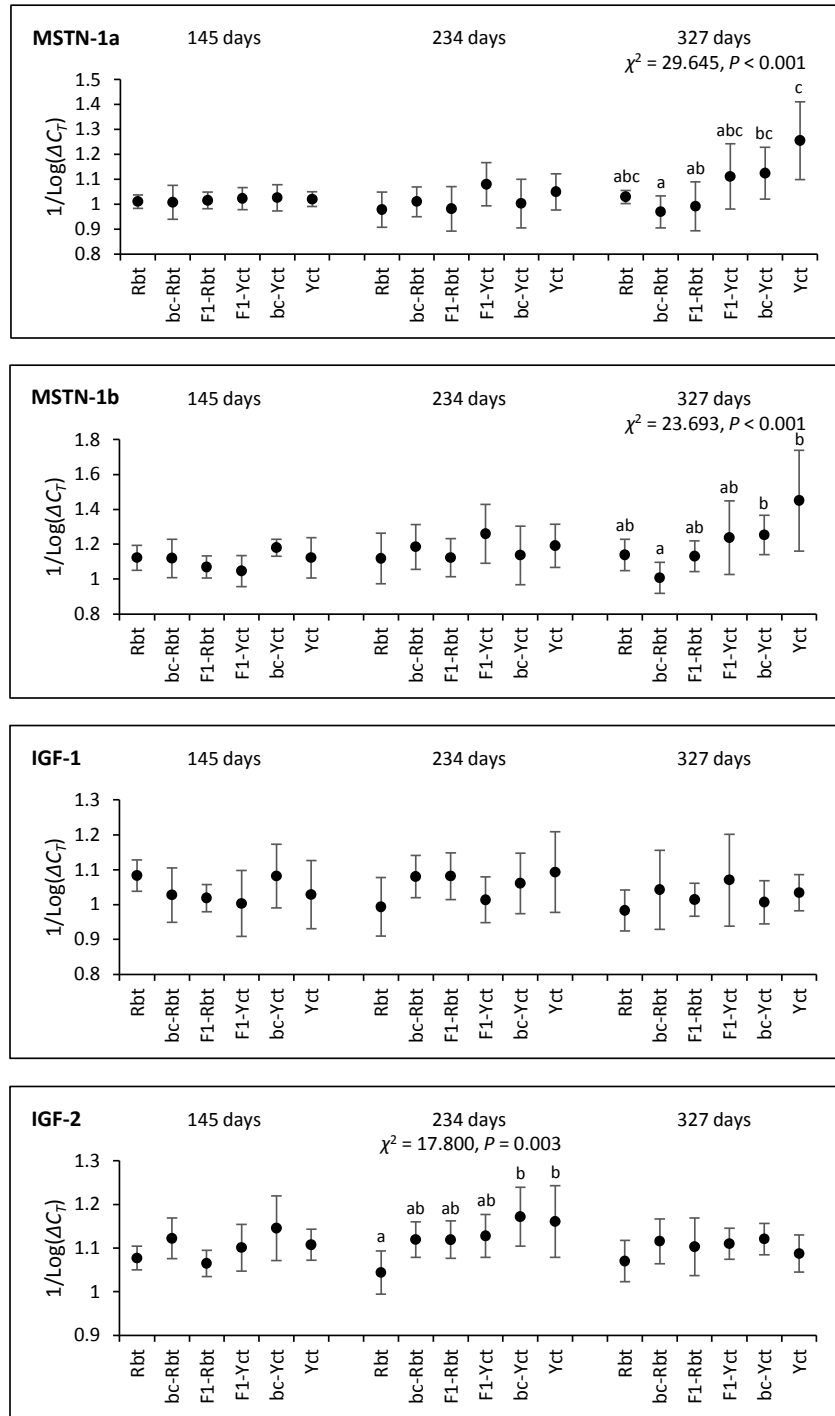 MSTN-1a 145 days 234 days 327 days
χ² = 29.645, P < 0.001
1/Log(ΔC_T)
1.5
1.4
1.3
1.2
1.1
1
0.9
0.8
abc a ab abc bc c
Rbt bc-Rbt F1-Rbt F1-Yct bc-Yct Yct Rbt bc-Rbt F1-Rbt F1-Yct bc-Yct Yct Rbt bc-Rbt F1-Rbt F1-Yct bc-Yct Yct
MSTN-1b 145 days 234 days 327 days
χ² = 23.693, P < 0.001
1/Log(ΔC_T)
1.8
1.6
1.4
1.2
1
0.8
ab a ab ab b b
Rbt bc-Rbt F1-Rbt F1-Yct bc-Yct Yct Rbt bc-Rbt F1-Rbt F1-Yct bc-Yct Yct Rbt bc-Rbt F1-Rbt F1-Yct bc-Yct Yct
IGF-1 145 days 234 days 327 days
1/Log(ΔC_T)
1.3
1.2
1.1
1
0.9
0.8
Rbt bc-Rbt F1-Rbt F1-Yct bc-Yct Yct Rbt bc-Rbt F1-Rbt F1-Yct bc-Yct Yct Rbt bc-Rbt F1-Rbt F1-Yct bc-Yct Yct
IGF-2 145 days 234 days 327 days
χ² = 17.800, P = 0.003
1/Log(ΔC_T)
1.3
1.2
1.1
1
0.9
a ab ab ab b b
Rbt bc-Rbt F1-Rbt F1-Yct bc-Yct Yct Rbt bc-Rbt F1-Rbt F1-Yct bc-Yct Yct Rbt bc-Rbt F1-Rbt F1-Yct bc-Yct Yct